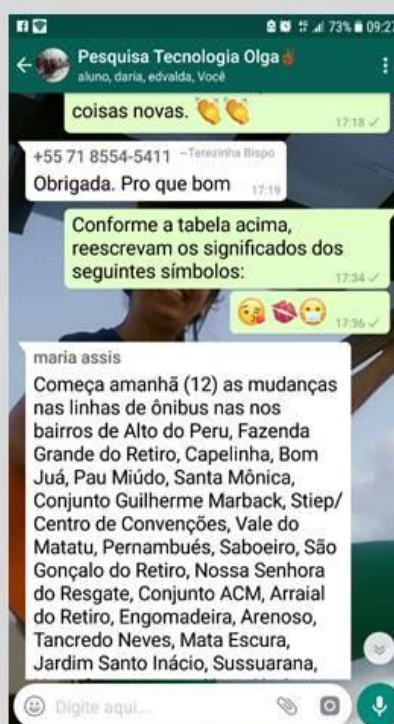 73% 09:27
Pesquisa Tecnologia Olga
aluno, daria, edvalda, Você
coisas novas. 👏👏
17:18
+55 71 8554-5411 ~Terezinha Bispo
Obrigada. Pro que bom
17:19
Conforme a tabela acima,
reescrevam os significados dos
seguintes símbolos:
17:34
😘💋😷
17:36
maria assis
Começa amanhã (12) as mudanças
nas linhas de ônibus nas nos
bairros de Alto do Peru, Fazenda
Grande do Retiro, Capelinha, Bom
Juá, Pau Miúdo, Santa Mônica,
Conjunto Guilherme Marback, Stiep/
Centro de Convenções, Vale do
Matatu, Pernambués, Saboeiro, São
Gonçalo do Retiro, Nossa Senhora
do Resgate, Conjunto ACM, Arraial
do Retiro, Engomadeira, Arenoso,
Tancredo Neves, Mata Escura,
Jardim Santo Inácio, Sussuarana,
Digite aqui...